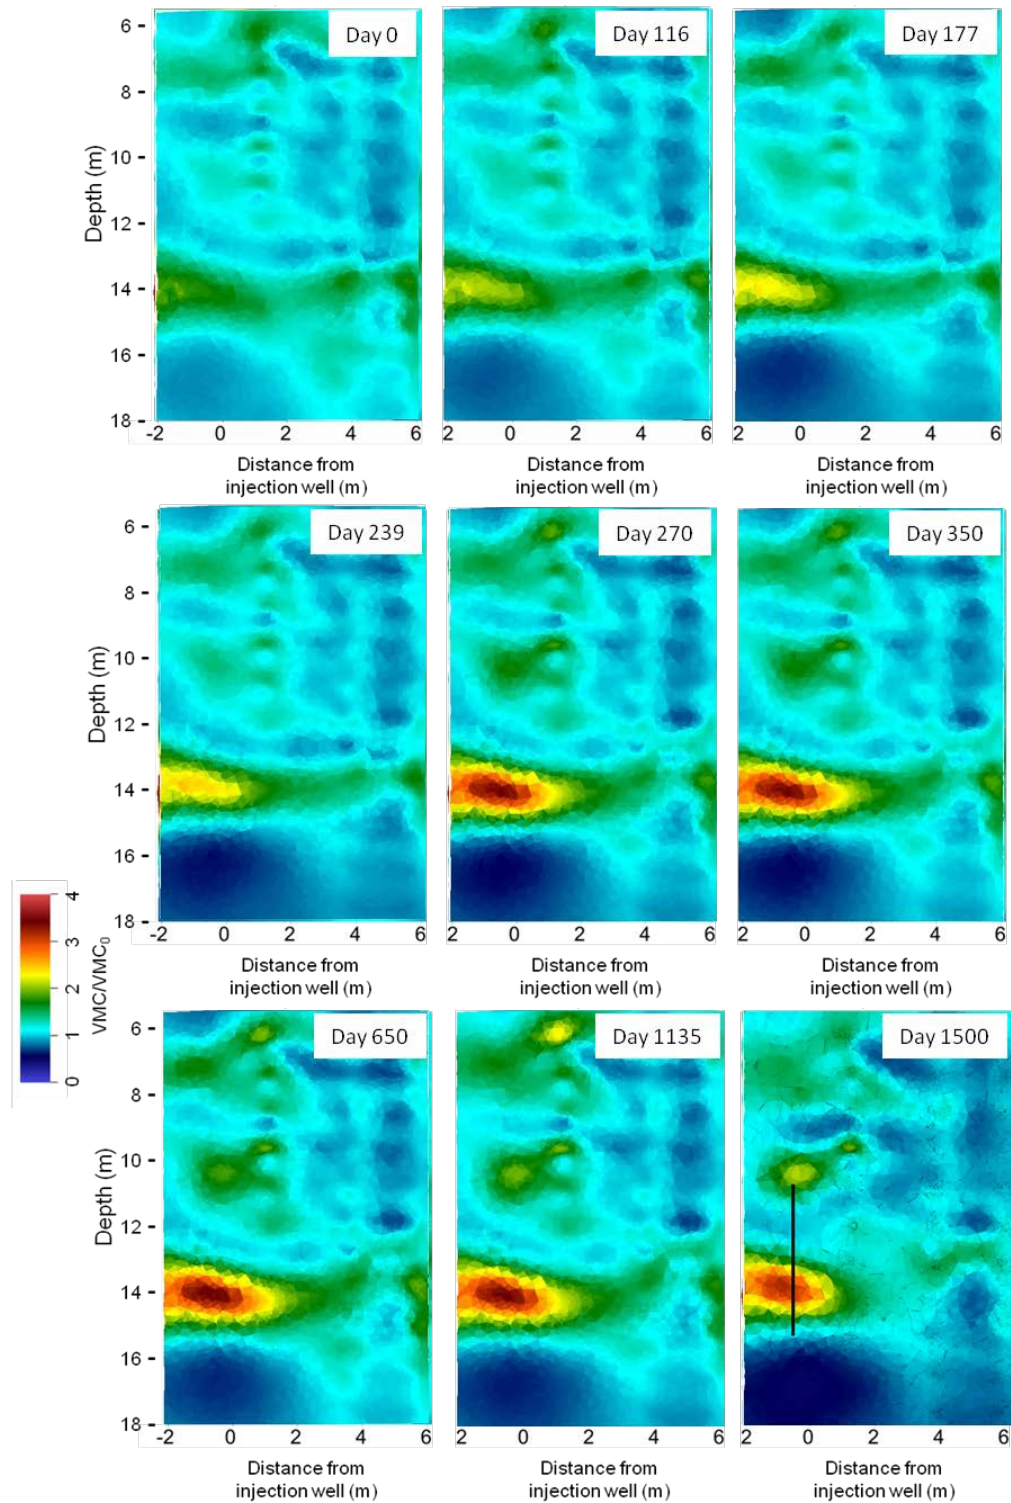 Day 0
Day 116
Day 177
6
8
10
12
14
16
18
Depth (m)
-2 0 2 4 6
2 0 2 4 6
2 0 2 4 6
Distance from
injection well (m)
Distance from
injection well (m)
Distance from
injection well (m)
Day 239
Day 270
Day 350
6
8
10
12
14
16
18
Depth (m)
-2 0 2 4 6
2 0 2 4 6
2 0 2 4 6
Distance from
injection well (m)
Distance from
injection well (m)
Distance from
injection well (m)
4
3
2
1
0
VMC/VMC₀
Day 650
Day 1135
Day 1500
6
8
10
12
14
16
18
Depth (m)
-2 0 2 4 6
2 0 2 4 6
-2 0 2 4 6
Distance from
injection well (m)
Distance from
injection well (m)
Distance from
injection well (m)